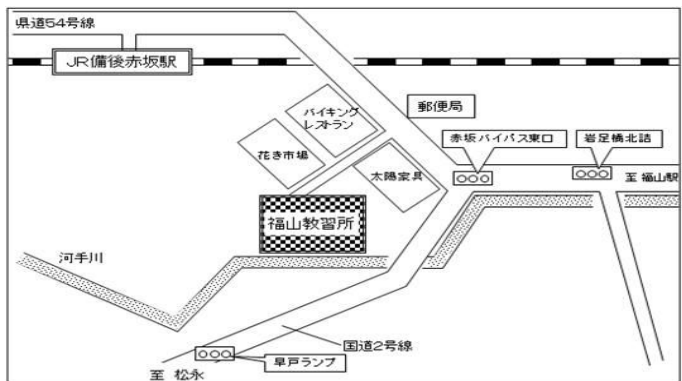 県道54号線
JR備後赤坂駅
バイキング
レストラン
郵便局
花き市場
赤坂バイパス東口
岩足橋北詰
太陽家具
至 福山駅
福山教習所
河手川
国道2号線
早戸ランプ
至 松永